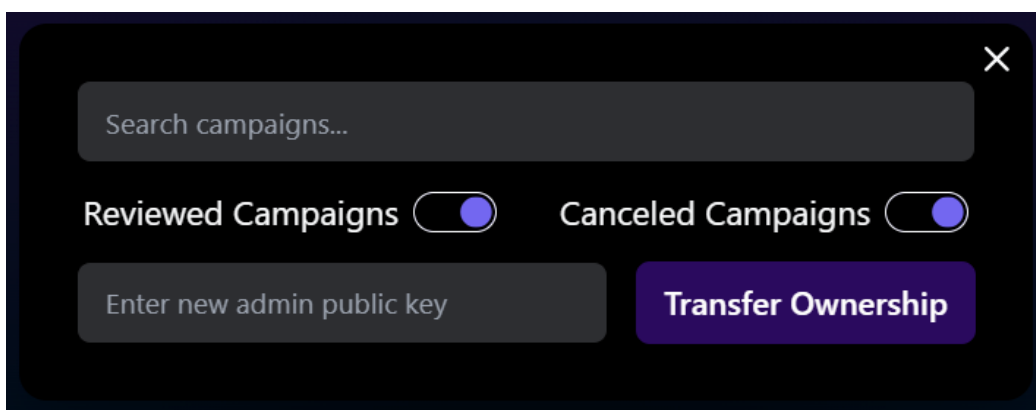 Search campaigns...
Reviewed Campaigns
Canceled Campaigns
Enter new admin public key
Transfer Ownership